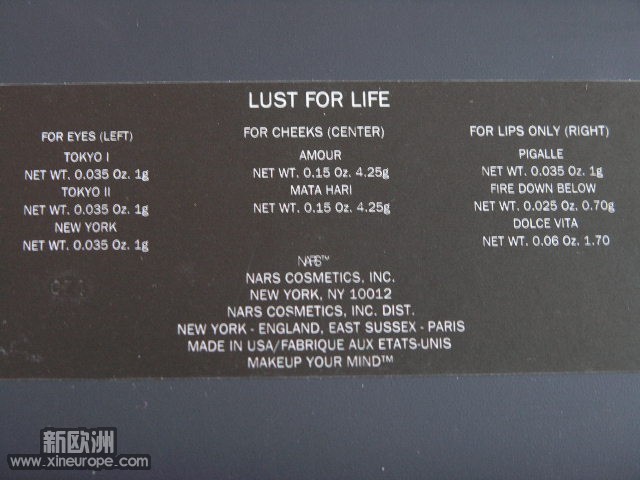 LUST FOR LIFE
FOR EYES (LEFT)
TOKYO I
NET WT. 0.035 Oz. 1g
TOKYO II
NET WT. 0.035 Oz. 1g
NEW YORK
NET WT. 0.035 Oz. 1g
FOR CHEEKS (CENTER)
AMOUR
NET WT. 0.15 Oz. 4.25g
MATA HARI
NET WT. 0.15 Oz. 4.25g
FOR LIPS ONLY (RIGHT)
PIGALLE
NET WT. 0.035 Oz. 1g
FIRE DOWN BELOW
NET WT. 0.025 Oz. 0.70g
DOLCE VITA
NET WT. 0.06 Oz. 1.70
NARS™
NARS COSMETICS, INC.
NEW YORK, NY 10012
NARS COSMETICS, INC. DIST.
NEW YORK - ENGLAND, EAST SUSSEX - PARIS
MADE IN USA/FABRIQUE AUX ETATS-UNIS
MAKEUP YOUR MIND™
新欧洲
www.xineurope.com